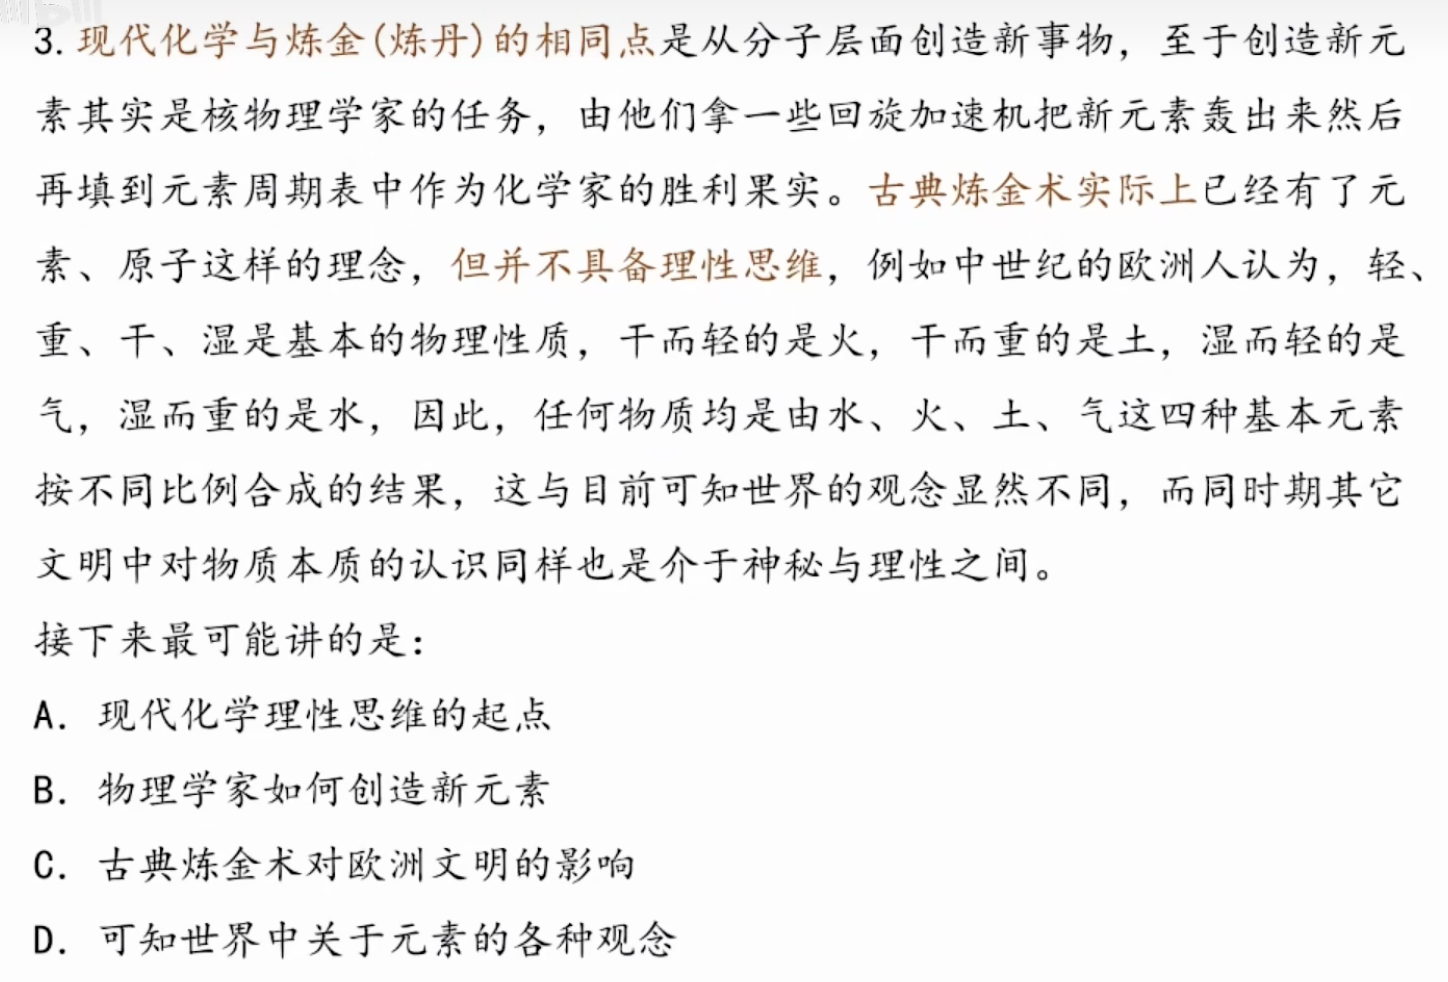 3. 现代化学与炼金(炼丹)的相同点是从分子层面创造新事物，至于创造新元
素其实是核物理学家的任务，由他们拿一些回旋加速机把新元素轰出来然后
再填到元素周期表中作为化学家的胜利果实。古典炼金术实际上已经有了元
素、原子这样的理念，但并不具备理性思维，例如中世纪的欧洲人认为，轻、
重、干、湿是基本的物理性质，干而轻的是火，干而重的是土，湿而轻的是
气，湿而重的是水，因此，任何物质均是由水、火、土、气这四种基本元素
按不同比例合成的结果，这与目前可知世界的观念显然不同，而同时期其它
文明中对物质本质的认识同样也是介于神秘与理性之间。
接下来最可能讲的是：
A. 现代化学理性思维的起点
B. 物理学家如何创造新元素
C. 古典炼金术对欧洲文明的影响
D. 可知世界中关于元素的各种观念